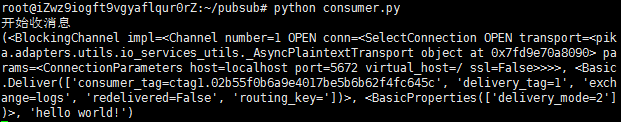 root@iZwz9iogft9vgyaflqur0rZ:~/pubsub# python consumer.py
开始收消息
(<BlockingChannel impl=<Channel number=1 OPEN conn=<SelectConnection OPEN transport=<pik
a.adapters.utils.io_services_utils._AsyncPlaintextTransport object at 0x7fd9e70a8090> pa
rams=<ConnectionParameters host=localhost port=5672 virtual_host=/ ssl=False>>>>, <Basic
.Deliver(['consumer_tag=ctag1.02b55f0b6a9e4017be5b6b62f4fc645c', 'delivery_tag=1', 'exch
ange=logs', 'redelivered=False', 'routing_key='])>, <BasicProperties(['delivery_mode=2']
)>, 'hello world!')